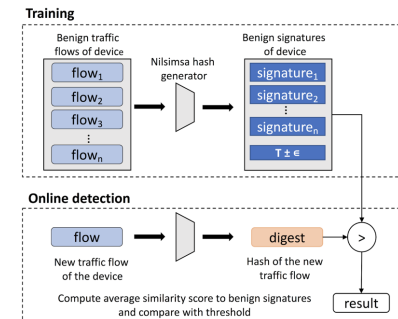 Training
Benign traffic
flows of device
Nilsimsa hash
generator
Benign signatures
of device
flow₁
flow₂
flow₃
⋮
flowₙ
signature₁
signature₂
⋮
signatureₙ
T ± ϵ
Online detection
flow
digest
>
New traffic flow
of the device
Hash of the new
traffic flow
Compute average similarity score to benign signatures
and compare with threshold
result